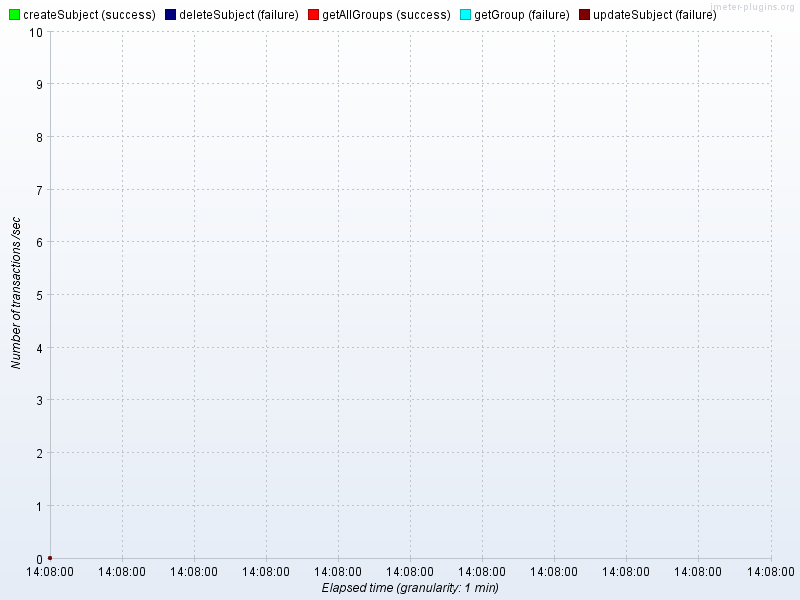 jmeter-plugins.org
createSubject (success) deleteSubject (failure) getAllGroups (success) getGroup (failure) updateSubject (failure)
10
9
8
7
6
5
4
3
2
1
0
Number of transactions /sec
14:08:00 14:08:00 14:08:00 14:08:00 14:08:00 14:08:00 14:08:00 14:08:00 14:08:00 14:08:00 14:08:00
Elapsed time (granularity: 1 min)